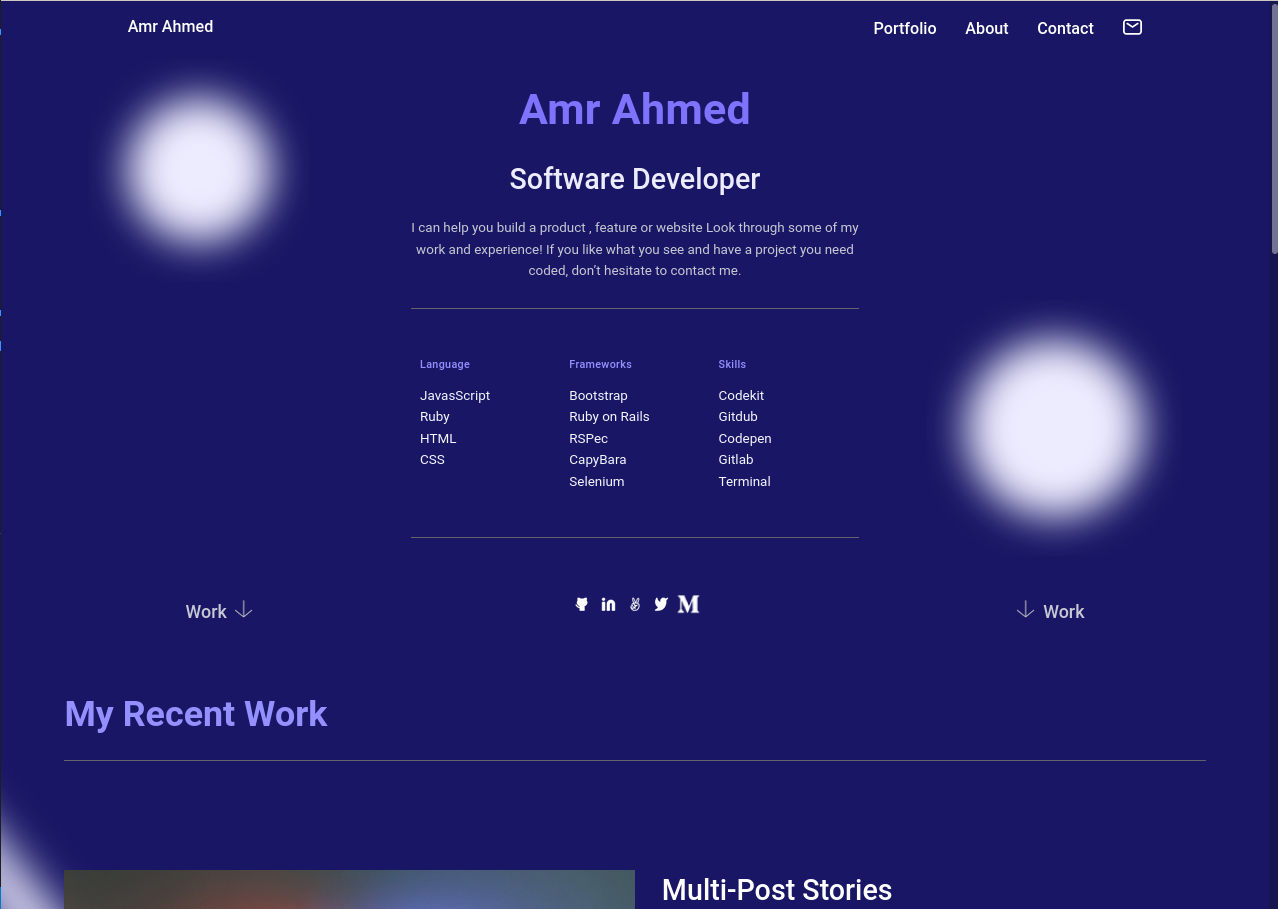 Amr Ahmed
Portfolio About Contact
Amr Ahmed
Software Developer
I can help you build a product , feature or website Look through some of my
work and experience! If you like what you see and have a project you need
coded, don’t hesitate to contact me.
Language
JavasScript
Ruby
HTML
CSS
Frameworks
Bootstrap
Ruby on Rails
RSPec
CapyBara
Selenium
Skills
Codekit
Gitdub
Codepen
Gitlab
Terminal
Work
M
Work
My Recent Work
Multi-Post Stories